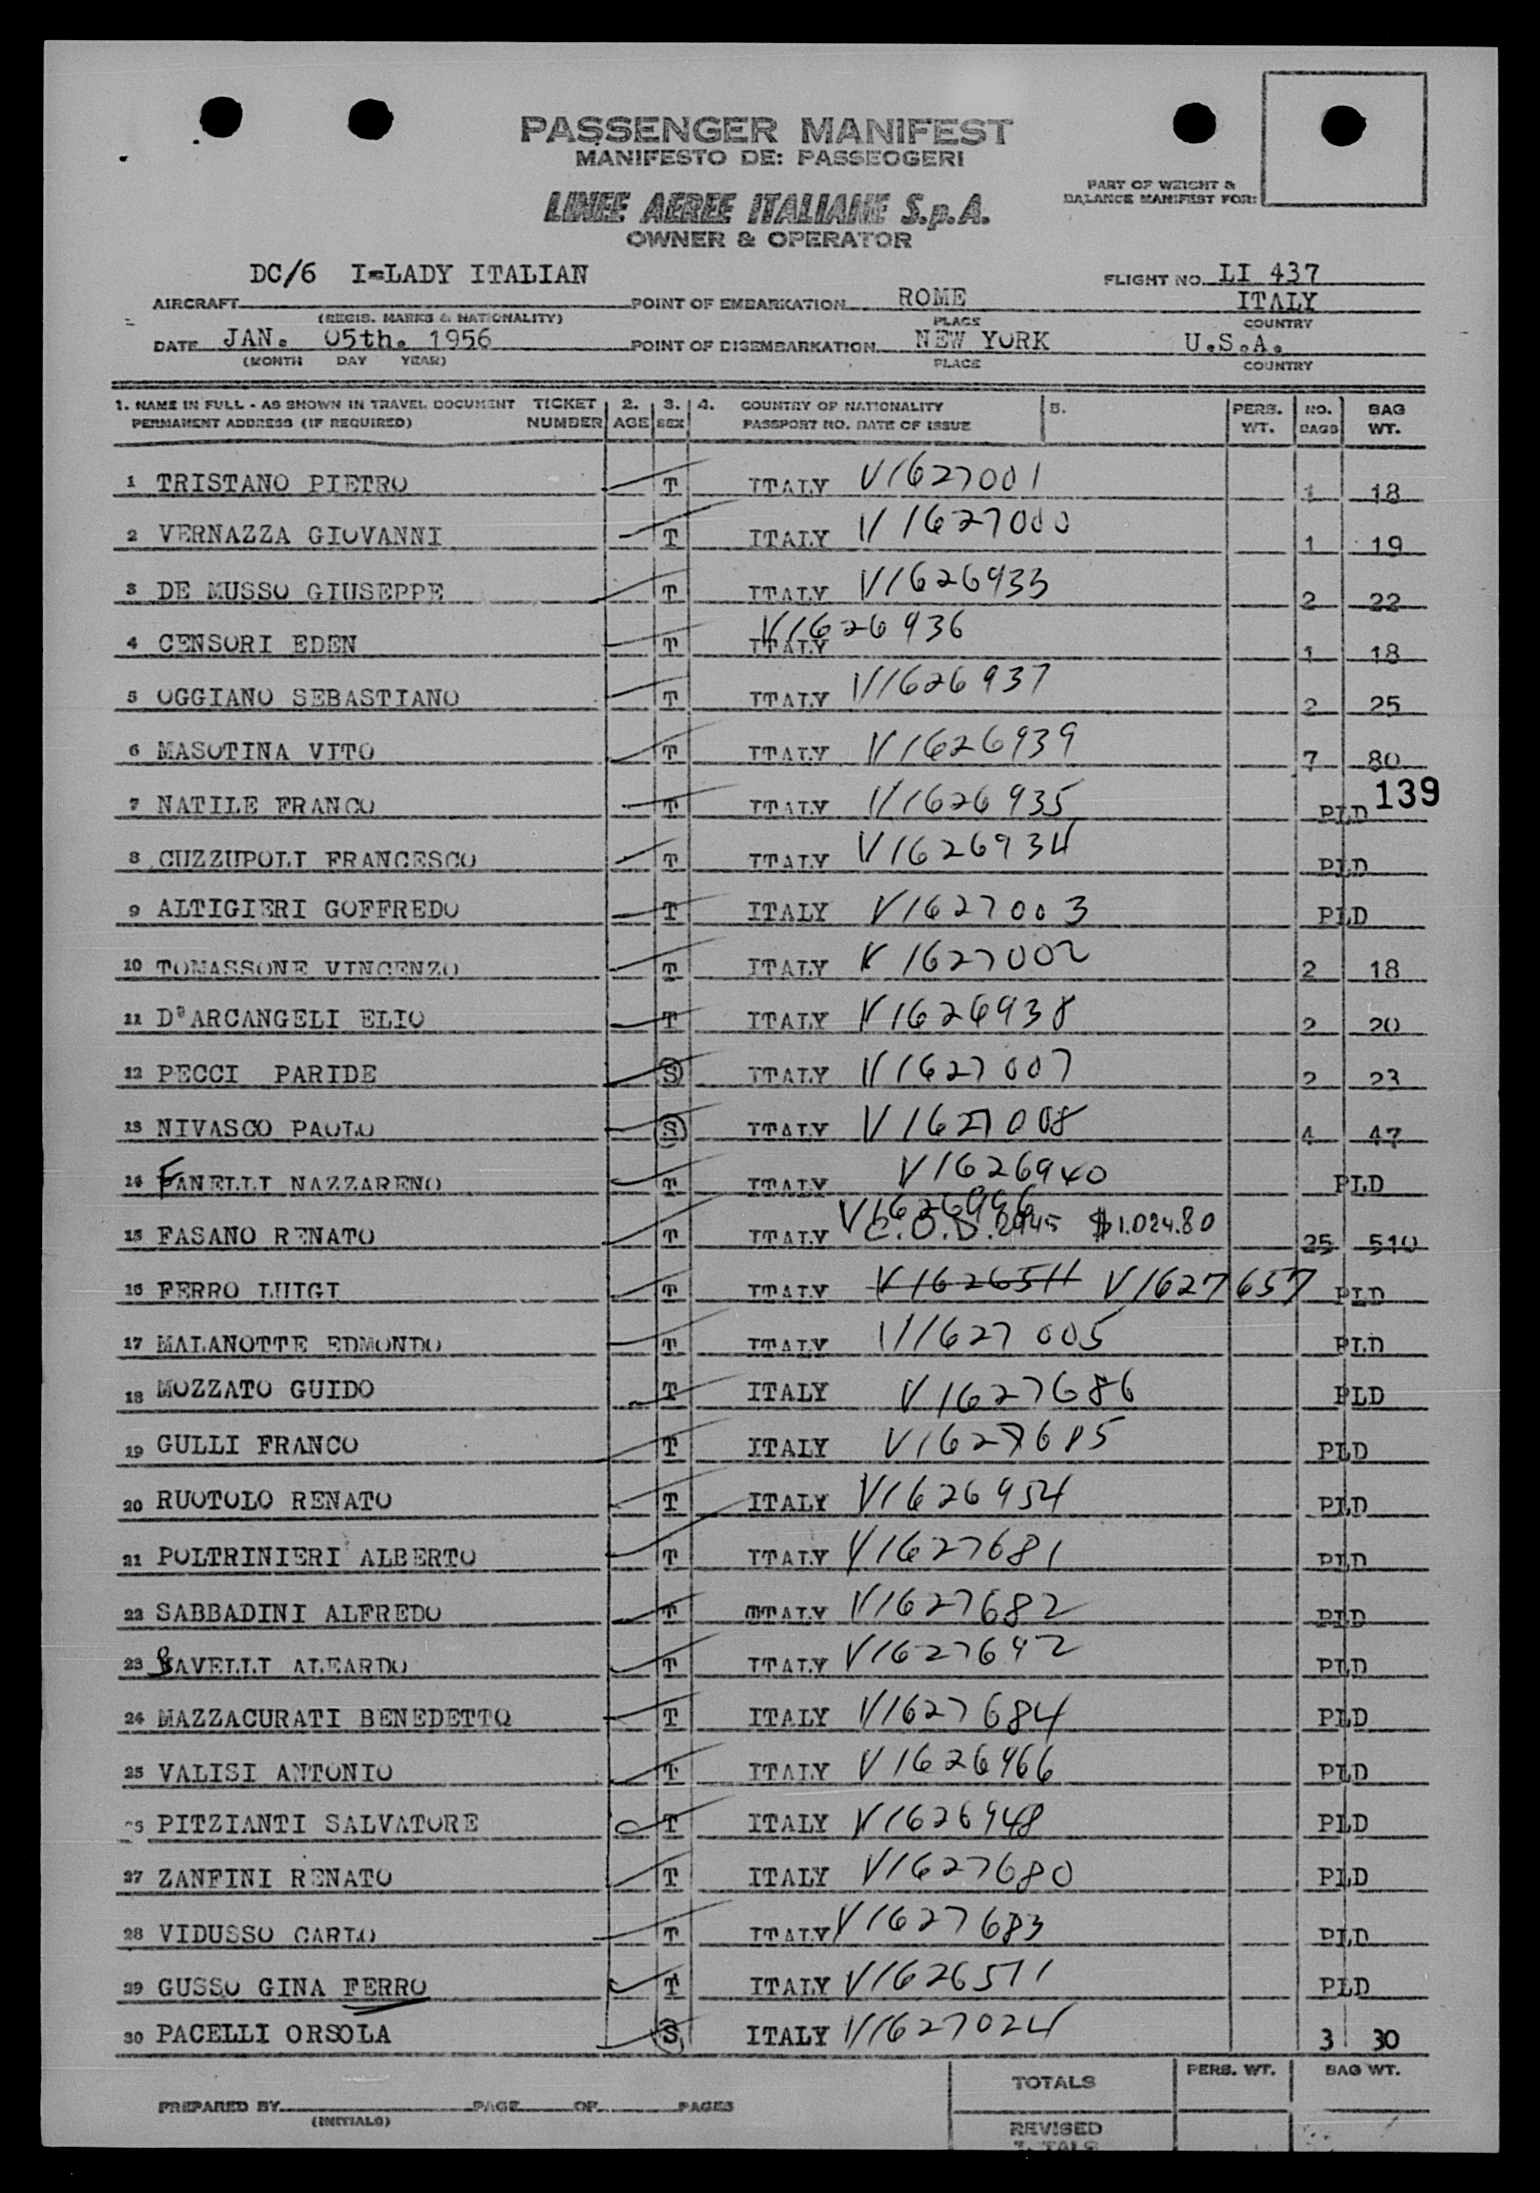 PASSENGER MANIFEST
MANIFESTO DE: PASSEOGERI
LINEE AEREE ITALIANE S.p.A.
OWNER & OPERATOR
PART OF WEIGHT &
BALANCE MANIFEST FOR:
DC/6 I-LADY ITALIAN FLIGHT NO. LI 437
AIRCRAFT POINT OF EMBARKATION ROME ITALY
(REGIS. MARKS & NATIONALITY) PLACE COUNTRY
DATE JAN. 05th. 1956 POINT OF DISEMBARKATION NEW YORK U.S.A.
(MONTH DAY YEAR) PLACE COUNTRY
1. NAME IN FULL - AS SHOWN IN TRAVEL DOCUMENT TICKET 2. 3. 4. COUNTRY OF NATIONALITY 5. PERS. NO. BAG
PERMANENT ADDRESS (IF REQUIRED) NUMBER AGE SEX PASSPORT NO. DATE OF ISSUE WT. BAGS WT.
1 TRISTANO PIETRO T ITALY V1627001 1 18
2 VERNAZZA GIOVANNI T ITALY V1627000 1 19
3 DE MUSSO GIUSEPPE T ITALY V1626933 2 22
4 CENSORI EDEN T ITALY V1626936 1 18
5 OGGIANO SEBASTIANO T ITALY V1626937 2 25
6 MASOTINA VITO T ITALY V1626939 7 80
139
7 NATILE FRANCO T ITALY V1626935 PLD
8 CUZZUPOLI FRANCESCO T ITALY V1626934 PLD
9 ALTIGIERI GOFFREDO T ITALY V1627003 PLD
10 TOMASSONE VINCENZO T ITALY V1627002 2 18
11 D'ARCANGELI ELIO T ITALY V1626938 2 20
12 PECCI PARIDE S ITALY V1627007 2 23
13 NIVASCO PAOLO S ITALY V1627008 4 47
14 FANELLI NAZZARENO T ITALY V1626940 PLD
15 FASANO RENATO T ITALY V1626996 C.O.D. 2945 $1.024.80 25 510
16 FERRO LUIGI T ITALY V1626511 V1627657 PLD
17 MALANOTTE EDMONDO T ITALY V1627005 PLD
18 MOZZATO GUIDO T ITALY V1627686 PLD
19 GULLI FRANCO T ITALY V1627685 PLD
20 RUOTOLO RENATO T ITALY V1626954 PLD
21 POLTRINIERI ALBERTO T ITALY V1627681 PLD
22 SABBADINI ALFREDO T ITALY V1627682 PLD
23 SAVELLI ALEARDO T ITALY V1627692 PLD
24 MAZZACURATI BENEDETTO T ITALY V1627684 PLD
25 VALISI ANTONIO T ITALY V1626966 PLD
26 PITZIANTI SALVATORE T ITALY V1626948 PLD
27 ZANFINI RENATO T ITALY V1627680 PLD
28 VIDUSSO CARLO T ITALY V1627683 PLD
29 GUSSO GINA FERRO T ITALY V1626511 PLD
30 PACELLI ORSOLA S ITALY V1627024 3 30
TOTALS PERS. WT. BAG WT.
PREPARED BY PAGE OF PAGES
(INITIALS)
REVISED
TOTALS